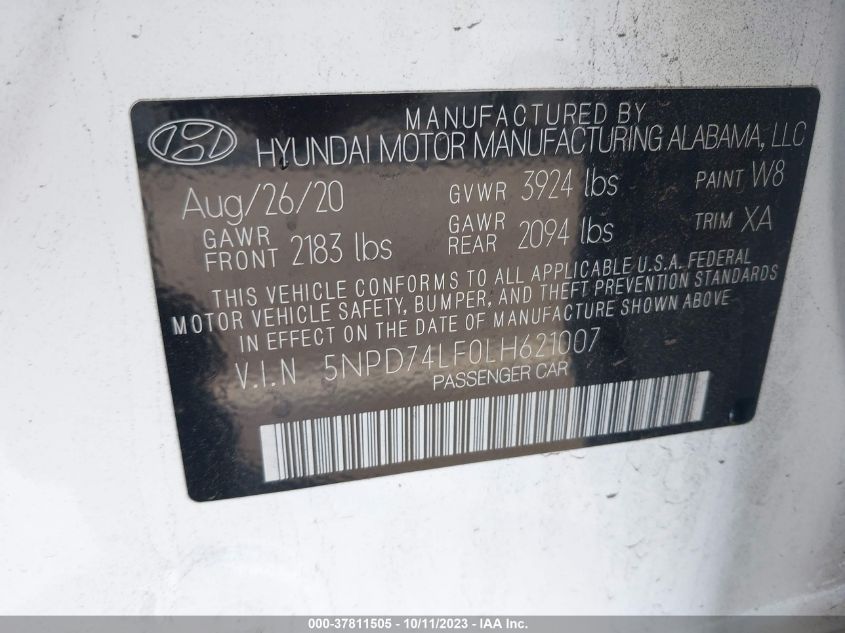 MANUFACTURED BY
HYUNDAI MOTOR MANUFACTURING ALABAMA, LLC
Aug/26/20 GVWR 3924 lbs PAINT W8
GAWR FRONT 2183 lbs GAWR REAR 2094 lbs TRIM XA
THIS VEHICLE CONFORMS TO ALL APPLICABLE U.S.A. FEDERAL
MOTOR VEHICLE SAFETY, BUMPER, AND THEFT PREVENTION STANDARDS
IN EFFECT ON THE DATE OF MANUFACTURE SHOWN ABOVE
V.I.N 5NPD74LF0LH621007
PASSENGER CAR
000-37811505 - 10/11/2023 - IAA Inc.